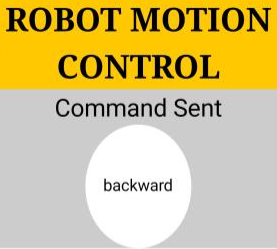 ROBOT MOTION
CONTROL
Command Sent
backward